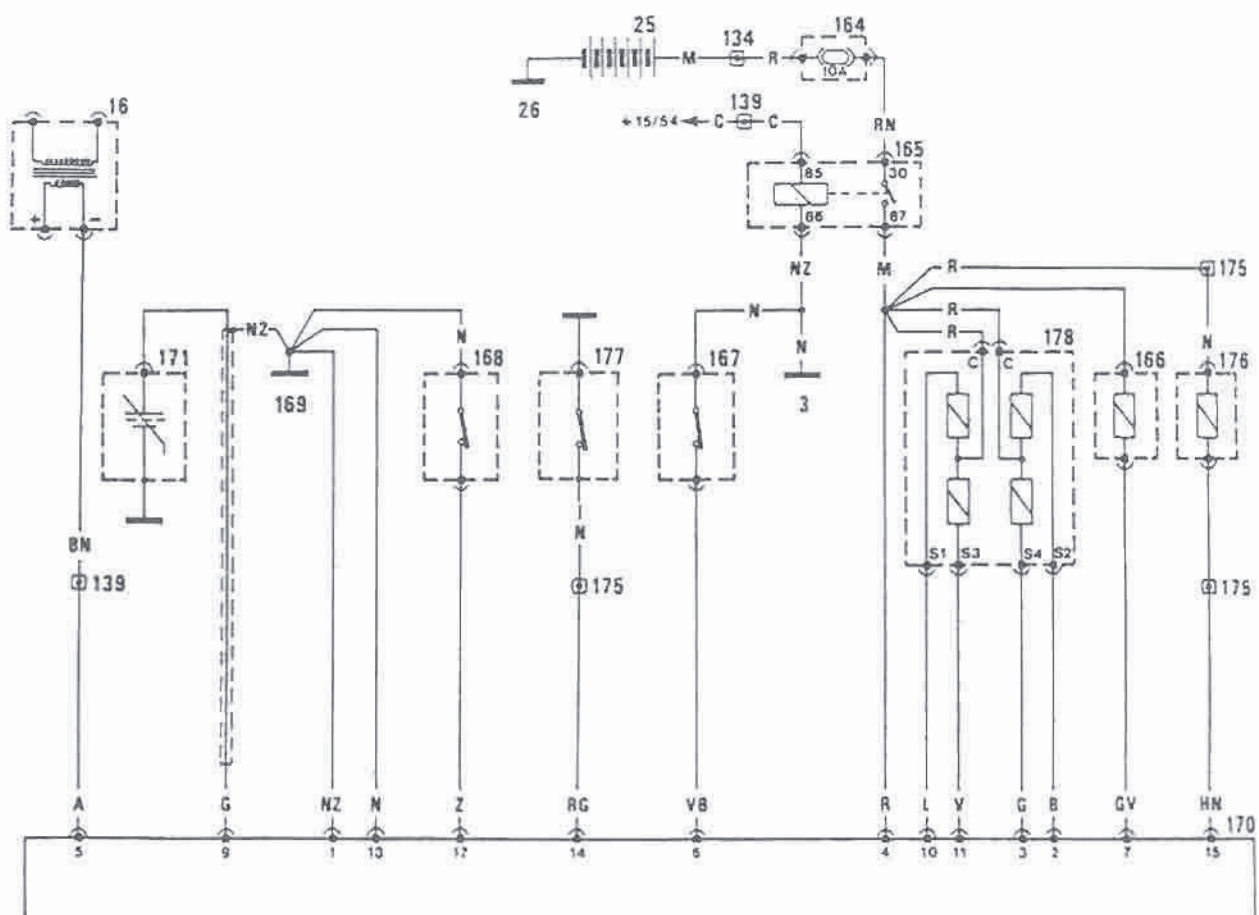 25
134
164
M
R
10A
26
139
+15/54
C
C
RN
16
165
85
30
86
87
+
-
NZ
M
R
175
N
R
NZ
N
N
R
178
N
171
168
177
167
C
C
166
176
169
3
BN
N
S1
S3
S4
S2
139
175
175
A
G
NZ
N
Z
RG
VB
R
L
V
G
B
GV
HN
170
5
9
1
13
12
14
6
4
10
11
3
2
7
15